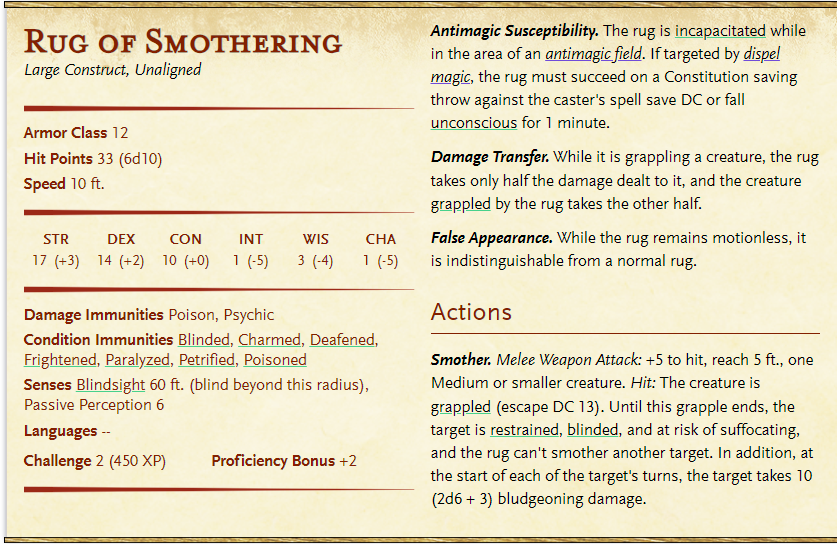 Rug of Smothering
Large Construct, Unaligned
Armor Class 12
Hit Points 33 (6d10)
Speed 10 ft.
STR DEX CON INT WIS CHA
17 (+3) 14 (+2) 10 (+0) 1 (-5) 3 (-4) 1 (-5)
Damage Immunities Poison, Psychic
Condition Immunities Blinded, Charmed, Deafened,
Frightened, Paralyzed, Petrified, Poisoned
Senses Blindsight 60 ft. (blind beyond this radius),
Passive Perception 6
Languages --
Challenge 2 (450 XP) Proficiency Bonus +2
Antimagic Susceptibility. The rug is incapacitated while
in the area of an antimagic field. If targeted by dispel
magic, the rug must succeed on a Constitution saving
throw against the caster's spell save DC or fall
unconscious for 1 minute.
Damage Transfer. While it is grappling a creature, the rug
takes only half the damage dealt to it, and the creature
grappled by the rug takes the other half.
False Appearance. While the rug remains motionless, it
is indistinguishable from a normal rug.
Actions
Smother. Melee Weapon Attack: +5 to hit, reach 5 ft., one
Medium or smaller creature. Hit: The creature is
grappled (escape DC 13). Until this grapple ends, the
target is restrained, blinded, and at risk of suffocating,
and the rug can't smother another target. In addition, at
the start of each of the target's turns, the target takes 10
(2d6 + 3) bludgeoning damage.